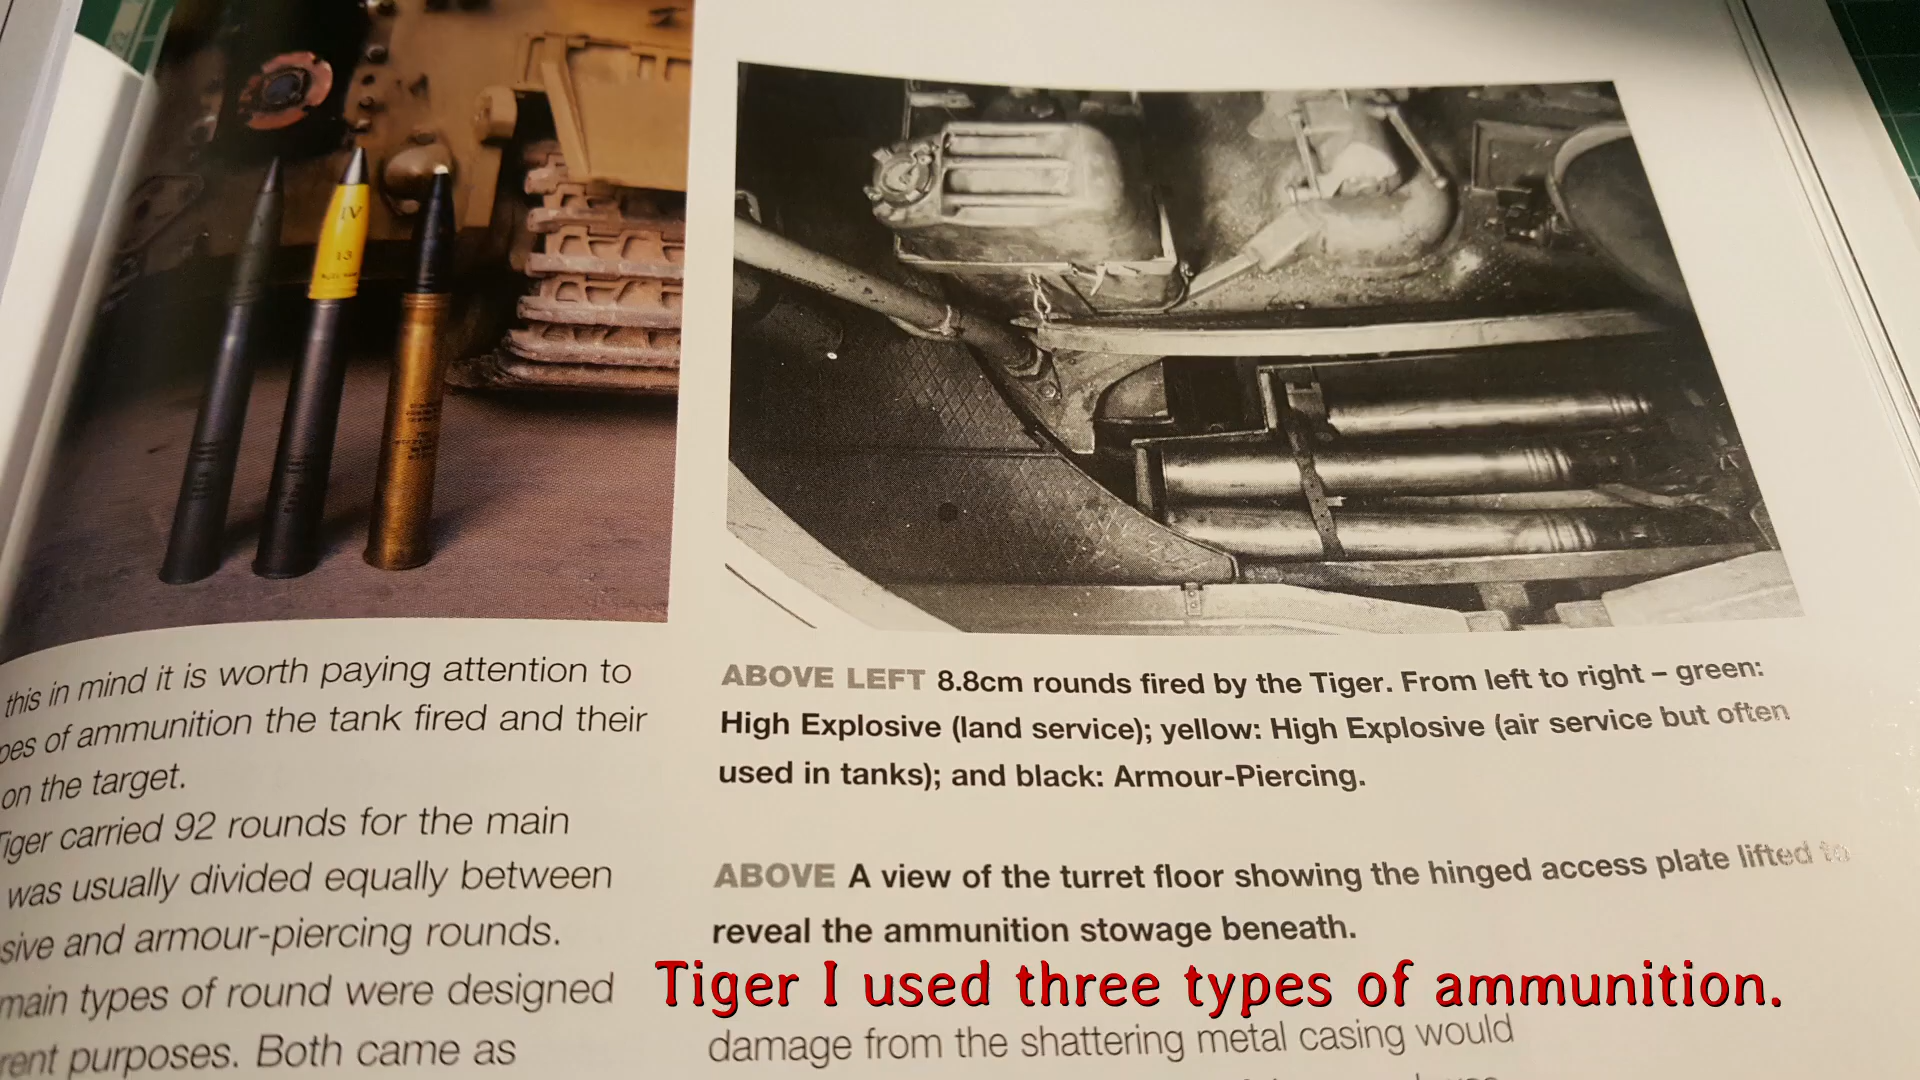 IV
13
this in mind it is worth paying attention to
pes of ammunition the tank fired and their
on the target.
Tiger carried 92 rounds for the main
was usually divided equally between
sive and armour-piercing rounds.
main types of round were designed
rent purposes. Both came as
ABOVE LEFT 8.8cm rounds fired by the Tiger. From left to right – green:
High Explosive (land service); yellow: High Explosive (air service but often
used in tanks); and black: Armour-Piercing.
ABOVE A view of the turret floor showing the hinged access plate lifted to
reveal the ammunition stowage beneath.
Tiger I used three types of ammunition.
damage from the shattering metal casing would